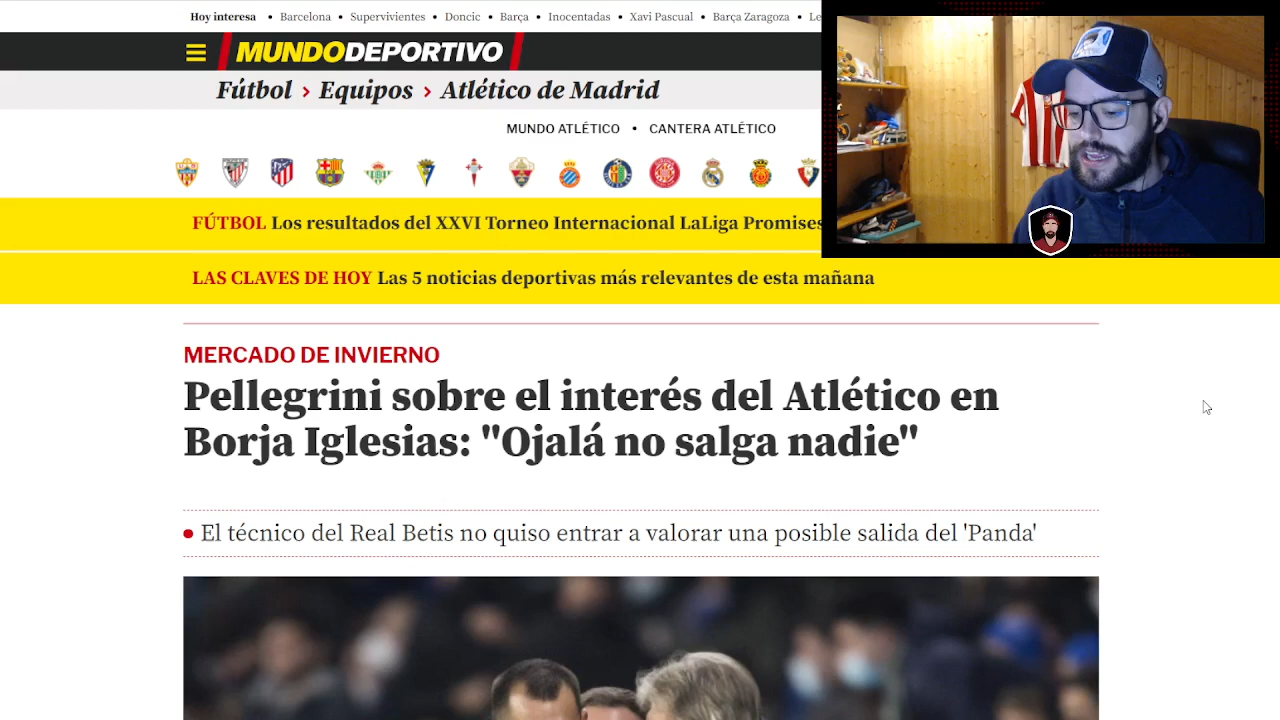 Hoy interesa • Barcelona • Supervivientes • Doncic • Barça • Inocentadas • Xavi Pascual • Barça Zaragoza • Le
MUNDODEPORTIVO
Fútbol > Equipos > Atlético de Madrid
MUNDO ATLÉTICO • CANTERA ATLÉTICO
FÚTBOL Los resultados del XXVI Torneo Internacional LaLiga Promises
LAS CLAVES DE HOY Las 5 noticias deportivas más relevantes de esta mañana
MERCADO DE INVIERNO
Pellegrini sobre el interés del Atlético en
Borja Iglesias: "Ojalá no salga nadie"
• El técnico del Real Betis no quiso entrar a valorar una posible salida del 'Panda'